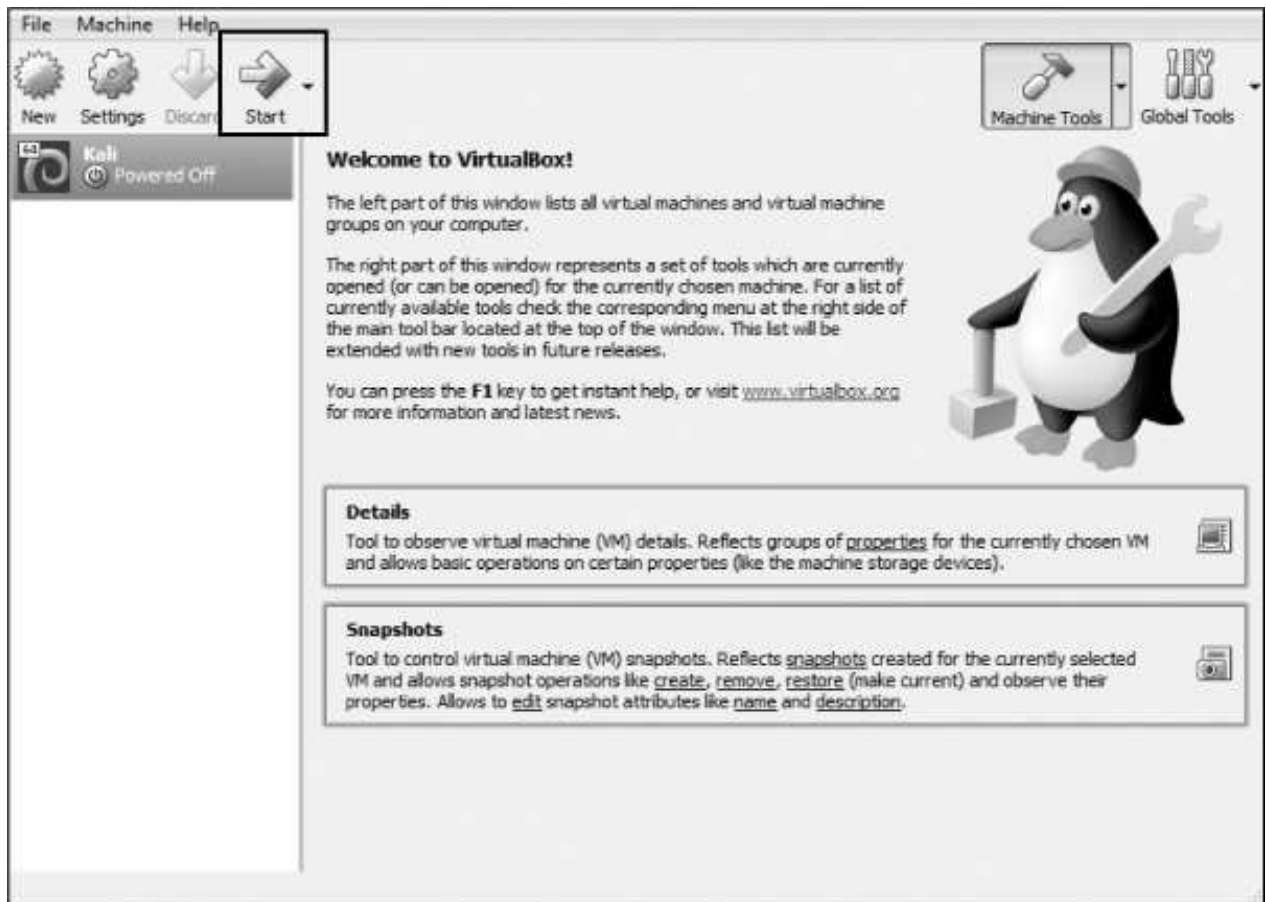 File Machine Help
New Settings Discard Start
Machine Tools Global Tools
64
Kali
Powered Off
Welcome to VirtualBox!
The left part of this window lists all virtual machines and virtual machine
groups on your computer.
The right part of this window represents a set of tools which are currently
opened (or can be opened) for the currently chosen machine. For a list of
currently available tools check the corresponding menu at the right side of
the main tool bar located at the top of the window. This list will be
extended with new tools in future releases.
You can press the F1 key to get instant help, or visit www.virtualbox.org
for more information and latest news.
Details
Tool to observe virtual machine (VM) details. Reflects groups of properties for the currently chosen VM
and allows basic operations on certain properties (like the machine storage devices).
Snapshots
Tool to control virtual machine (VM) snapshots. Reflects snapshots created for the currently selected
VM and allows snapshot operations like create, remove, restore (make current) and observe their
properties. Allows to edit snapshot attributes like name and description.